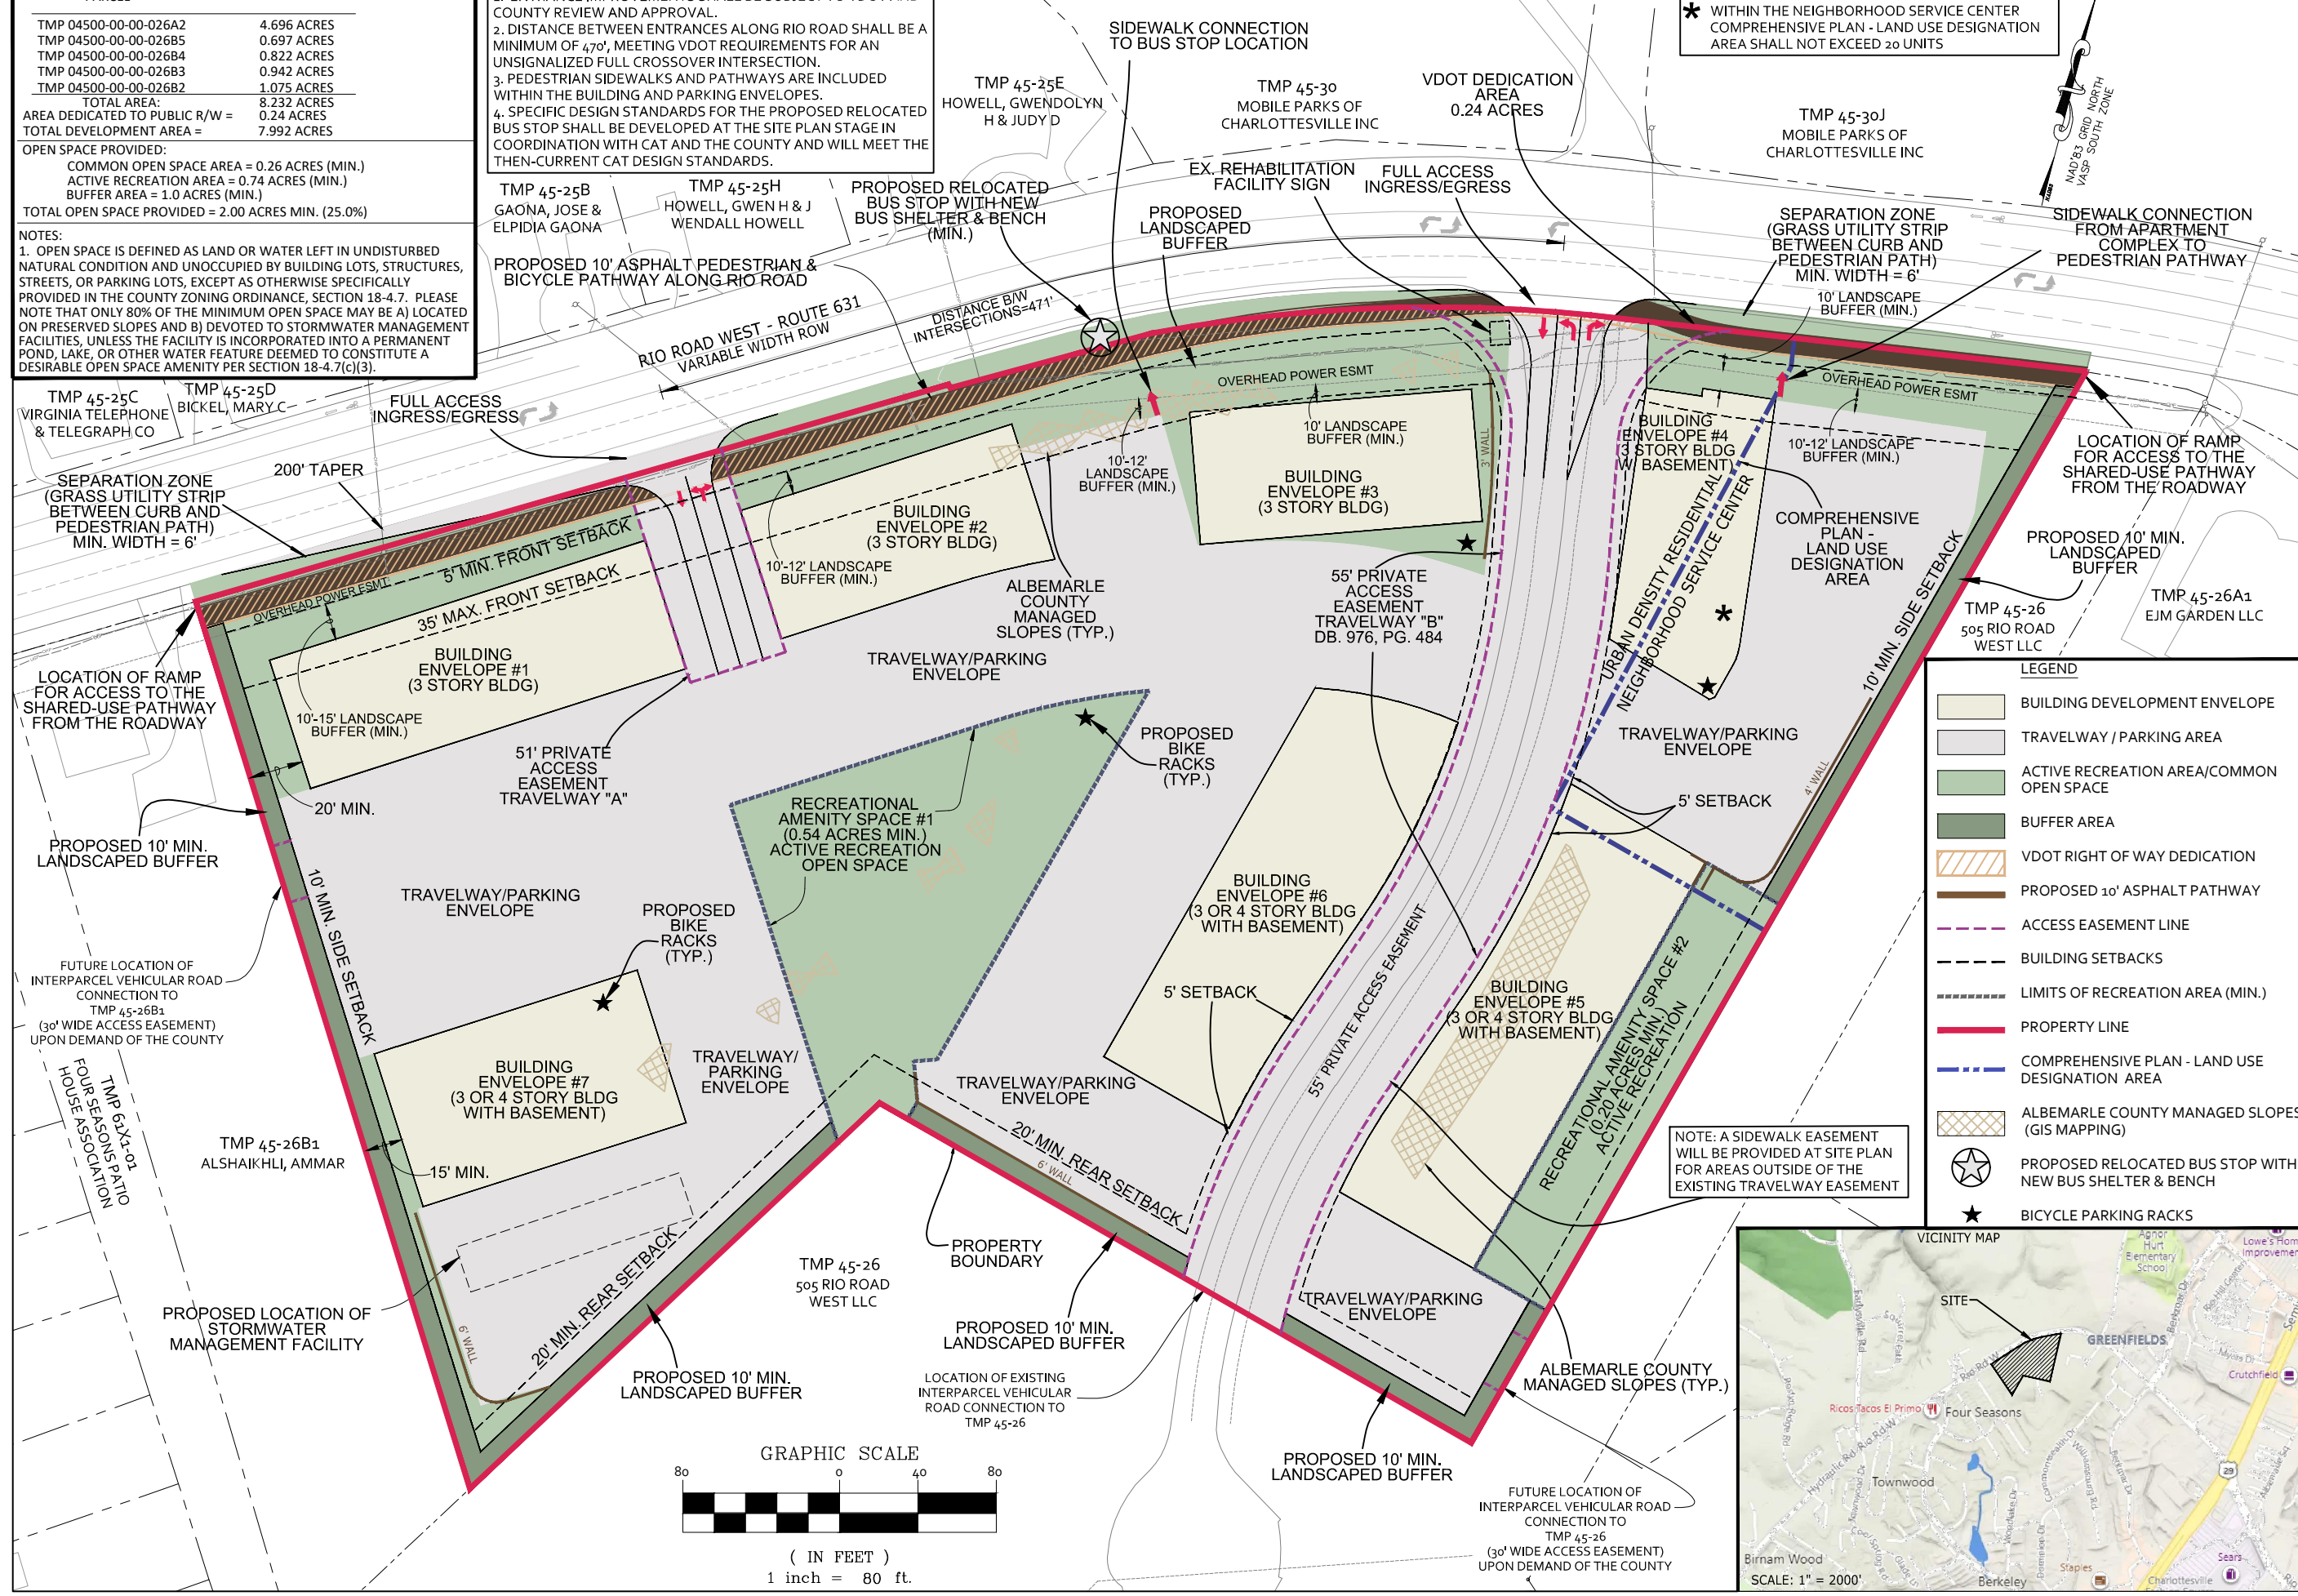 TMP 04500-00-00-026A2 4.696 ACRES
TMP 04500-00-00-026B5 0.697 ACRES
TMP 04500-00-00-026B4 0.822 ACRES
TMP 04500-00-00-026B3 0.942 ACRES
TMP 04500-00-00-026B2 1.075 ACRES
TOTAL AREA: 8.232 ACRES
AREA DEDICATED TO PUBLIC R/W = 0.24 ACRES
TOTAL DEVELOPMENT AREA = 7.992 ACRES
OPEN SPACE PROVIDED:
COMMON OPEN SPACE AREA = 0.26 ACRES (MIN.)
ACTIVE RECREATION AREA = 0.74 ACRES (MIN.)
BUFFER AREA = 1.0 ACRES (MIN.)
TOTAL OPEN SPACE PROVIDED = 2.00 ACRES MIN. (25.0%)
NOTES:
1. OPEN SPACE IS DEFINED AS LAND OR WATER LEFT IN UNDISTURBED
NATURAL CONDITION AND UNOCCUPIED BY BUILDING LOTS, STRUCTURES,
STREETS, OR PARKING LOTS, EXCEPT AS OTHERWISE SPECIFICALLY
PROVIDED IN THE COUNTY ZONING ORDINANCE, SECTION 18-4.7. PLEASE
NOTE THAT ONLY 80% OF THE MINIMUM OPEN SPACE MAY BE A) LOCATED
ON PRESERVED SLOPES AND B) DEVOTED TO STORMWATER MANAGEMENT
FACILITIES, UNLESS THE FACILITY IS INCORPORATED INTO A PERMANENT
POND, LAKE, OR OTHER WATER FEATURE DEEMED TO CONSTITUTE A
DESIRABLE OPEN SPACE AMENITY PER SECTION 18-4.7(c)(3).
COUNTY REVIEW AND APPROVAL.
2. DISTANCE BETWEEN ENTRANCES ALONG RIO ROAD SHALL BE A
MINIMUM OF 470', MEETING VDOT REQUIREMENTS FOR AN
UNSIGNALIZED FULL CROSSOVER INTERSECTION.
3. PEDESTRIAN SIDEWALKS AND PATHWAYS ARE INCLUDED
WITHIN THE BUILDING AND PARKING ENVELOPES.
4. SPECIFIC DESIGN STANDARDS FOR THE PROPOSED RELOCATED
BUS STOP SHALL BE DEVELOPED AT THE SITE PLAN STAGE IN
COORDINATION WITH CAT AND THE COUNTY AND WILL MEET THE
THEN-CURRENT CAT DESIGN STANDARDS.
* WITHIN THE NEIGHBORHOOD SERVICE CENTER
COMPREHENSIVE PLAN - LAND USE DESIGNATION
AREA SHALL NOT EXCEED 20 UNITS
NAD'83 GRID NORTH
VASP SOUTH ZONE
SIDEWALK CONNECTION
TO BUS STOP LOCATION
TMP 45-25E
HOWELL, GWENDOLYN
H & JUDY D
TMP 45-30
MOBILE PARKS OF
CHARLOTTESVILLE INC
VDOT DEDICATION
AREA
0.24 ACRES
TMP 45-30J
MOBILE PARKS OF
CHARLOTTESVILLE INC
TMP 45-25B
GAONA, JOSE &
ELPIDIA GAONA
TMP 45-25H
HOWELL, GWEN H & J
WENDALL HOWELL
PROPOSED RELOCATED
BUS STOP WITH NEW
BUS SHELTER & BENCH
(MIN.)
PROPOSED
LANDSCAPED
BUFFER
EX. REHABILITATION
FACILITY SIGN
FULL ACCESS
INGRESS/EGRESS
SEPARATION ZONE
(GRASS UTILITY STRIP
BETWEEN CURB AND
PEDESTRIAN PATH)
MIN. WIDTH = 6'
SIDEWALK CONNECTION
FROM APARTMENT
COMPLEX TO
PEDESTRIAN PATHWAY
10' LANDSCAPE
BUFFER (MIN.)
PROPOSED 10' ASPHALT PEDESTRIAN &
BICYCLE PATHWAY ALONG RIO ROAD
RIO ROAD WEST - ROUTE 631
VARIABLE WIDTH ROW
DISTANCE B/W
INTERSECTIONS=471'
TMP 45-25C
VIRGINIA TELEPHONE
& TELEGRAPH CO
TMP 45-25D
BICKEL, MARY C
FULL ACCESS
INGRESS/EGRESS
200' TAPER
SEPARATION ZONE
(GRASS UTILITY STRIP
BETWEEN CURB AND
PEDESTRIAN PATH)
MIN. WIDTH = 6'
OVERHEAD POWER ESMT
5' MIN. FRONT SETBACK
35' MAX. FRONT SETBACK
BUILDING
ENVELOPE #1
(3 STORY BLDG)
10'-15' LANDSCAPE
BUFFER (MIN.)
BUILDING
ENVELOPE #2
(3 STORY BLDG)
10'-12' LANDSCAPE
BUFFER (MIN.)
10'-12'
LANDSCAPE
BUFFER (MIN.)
OVERHEAD POWER ESMT
10' LANDSCAPE
BUFFER (MIN.)
BUILDING
ENVELOPE #3
(3 STORY BLDG)
3' WALL
BUILDING
ENVELOPE #4
(3 STORY BLDG
W/ BASEMENT)
OVERHEAD POWER ESMT
10'-12' LANDSCAPE
BUFFER (MIN.)
LOCATION OF RAMP
FOR ACCESS TO THE
SHARED-USE PATHWAY
FROM THE ROADWAY
COMPREHENSIVE
PLAN -
LAND USE
DESIGNATION
AREA
PROPOSED 10' MIN.
LANDSCAPED
BUFFER
TMP 45-26
505 RIO ROAD
WEST LLC
TMP 45-26A1
EJM GARDEN LLC
10' MIN. SIDE SETBACK
URBAN DENSITY RESIDENTIAL
NEIGHBORHOOD SERVICE CENTER
*
ALBEMARLE
COUNTY
MANAGED
SLOPES (TYP.)
55' PRIVATE
ACCESS
EASEMENT
TRAVELWAY "B"
DB. 976, PG. 484
TRAVELWAY/PARKING
ENVELOPE
LOCATION OF RAMP
FOR ACCESS TO THE
SHARED-USE PATHWAY
FROM THE ROADWAY
51' PRIVATE
ACCESS
EASEMENT
TRAVELWAY "A"
20' MIN.
PROPOSED 10' MIN.
LANDSCAPED BUFFER
PROPOSED
BIKE
RACKS
(TYP.)
RECREATIONAL
AMENITY SPACE #1
(0.54 ACRES MIN.)
ACTIVE RECREATION
OPEN SPACE
TRAVELWAY/PARKING
ENVELOPE
5' SETBACK
4' WALL
TRAVELWAY/PARKING
ENVELOPE
10' MIN. SIDE SETBACK
PROPOSED
BIKE
RACKS
(TYP.)
BUILDING
ENVELOPE #6
(3 OR 4 STORY BLDG
WITH BASEMENT)
5' SETBACK
55' PRIVATE ACCESS EASEMENT
BUILDING
ENVELOPE #5
(3 OR 4 STORY BLDG
WITH BASEMENT)
RECREATIONAL AMENITY SPACE #2
(0.20 ACRES MIN.)
ACTIVE RECREATION
FUTURE LOCATION OF
INTERPARCEL VEHICULAR ROAD
CONNECTION TO
TMP 45-26B1
(30' WIDE ACCESS EASEMENT)
UPON DEMAND OF THE COUNTY
TMP 61X1-01
FOUR SEASONS PATIO
HOUSE ASSOCIATION
BUILDING
ENVELOPE #7
(3 OR 4 STORY BLDG
WITH BASEMENT)
TRAVELWAY/
PARKING
ENVELOPE
TRAVELWAY/PARKING
ENVELOPE
TMP 45-26B1
ALSHAIKHLI, AMMAR
15' MIN.
20' MIN. REAR SETBACK
6' WALL
NOTE: A SIDEWALK EASEMENT
WILL BE PROVIDED AT SITE PLAN
FOR AREAS OUTSIDE OF THE
EXISTING TRAVELWAY EASEMENT
PROPERTY
BOUNDARY
TMP 45-26
505 RIO ROAD
WEST LLC
PROPOSED LOCATION OF
STORMWATER
MANAGEMENT FACILITY
6' WALL
20' MIN. REAR SETBACK
PROPOSED 10' MIN.
LANDSCAPED BUFFER
PROPOSED 10' MIN.
LANDSCAPED BUFFER
LOCATION OF EXISTING
INTERPARCEL VEHICULAR
ROAD CONNECTION TO
TMP 45-26
TRAVELWAY/PARKING
ENVELOPE
ALBEMARLE COUNTY
MANAGED SLOPES (TYP.)
PROPOSED 10' MIN.
LANDSCAPED BUFFER
FUTURE LOCATION OF
INTERPARCEL VEHICULAR ROAD
CONNECTION TO
TMP 45-26
(30' WIDE ACCESS EASEMENT)
UPON DEMAND OF THE COUNTY
GRAPHIC SCALE
80 0 40 80
( IN FEET )
1 inch = 80 ft.
LEGEND
BUILDING DEVELOPMENT ENVELOPE
TRAVELWAY / PARKING AREA
ACTIVE RECREATION AREA/COMMON
OPEN SPACE
BUFFER AREA
VDOT RIGHT OF WAY DEDICATION
PROPOSED 10' ASPHALT PATHWAY
ACCESS EASEMENT LINE
BUILDING SETBACKS
LIMITS OF RECREATION AREA (MIN.)
PROPERTY LINE
COMPREHENSIVE PLAN - LAND USE
DESIGNATION AREA
ALBEMARLE COUNTY MANAGED SLOPES
(GIS MAPPING)
PROPOSED RELOCATED BUS STOP WITH
NEW BUS SHELTER & BENCH
BICYCLE PARKING RACKS
VICINITY MAP
Agnor
Hurt
Elementary
School
Lowe's Hom
Improvemen
SITE
GREENFIELDS
Rio Rd W
Berkmar Dr
Earlysville Rd
Myers Dr
Crutchfield
Ricos Tacos El Primo
Four Seasons
Hydraulic Rd
Rio Rd W
Townwood
Commonwealth Dr
29
Birnam Wood
Berkeley
Staples
Sears
Charlottesville
SCALE: 1" = 2000'